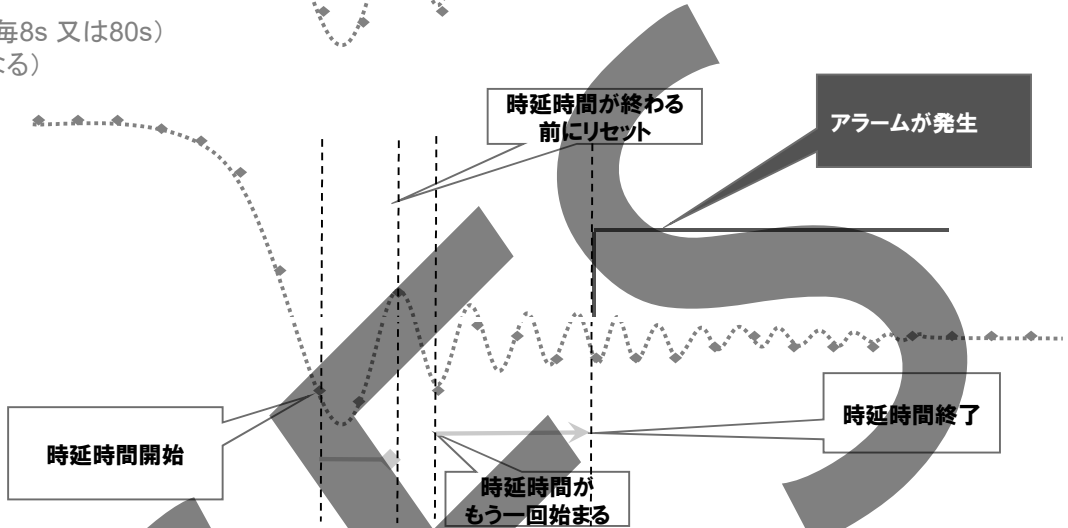 毎8s 又は80s）
なる）
時延時間が終わる
前にリセット
アラームが発生
時延時間開始
時延時間終了
時延時間が
もう一回始まる